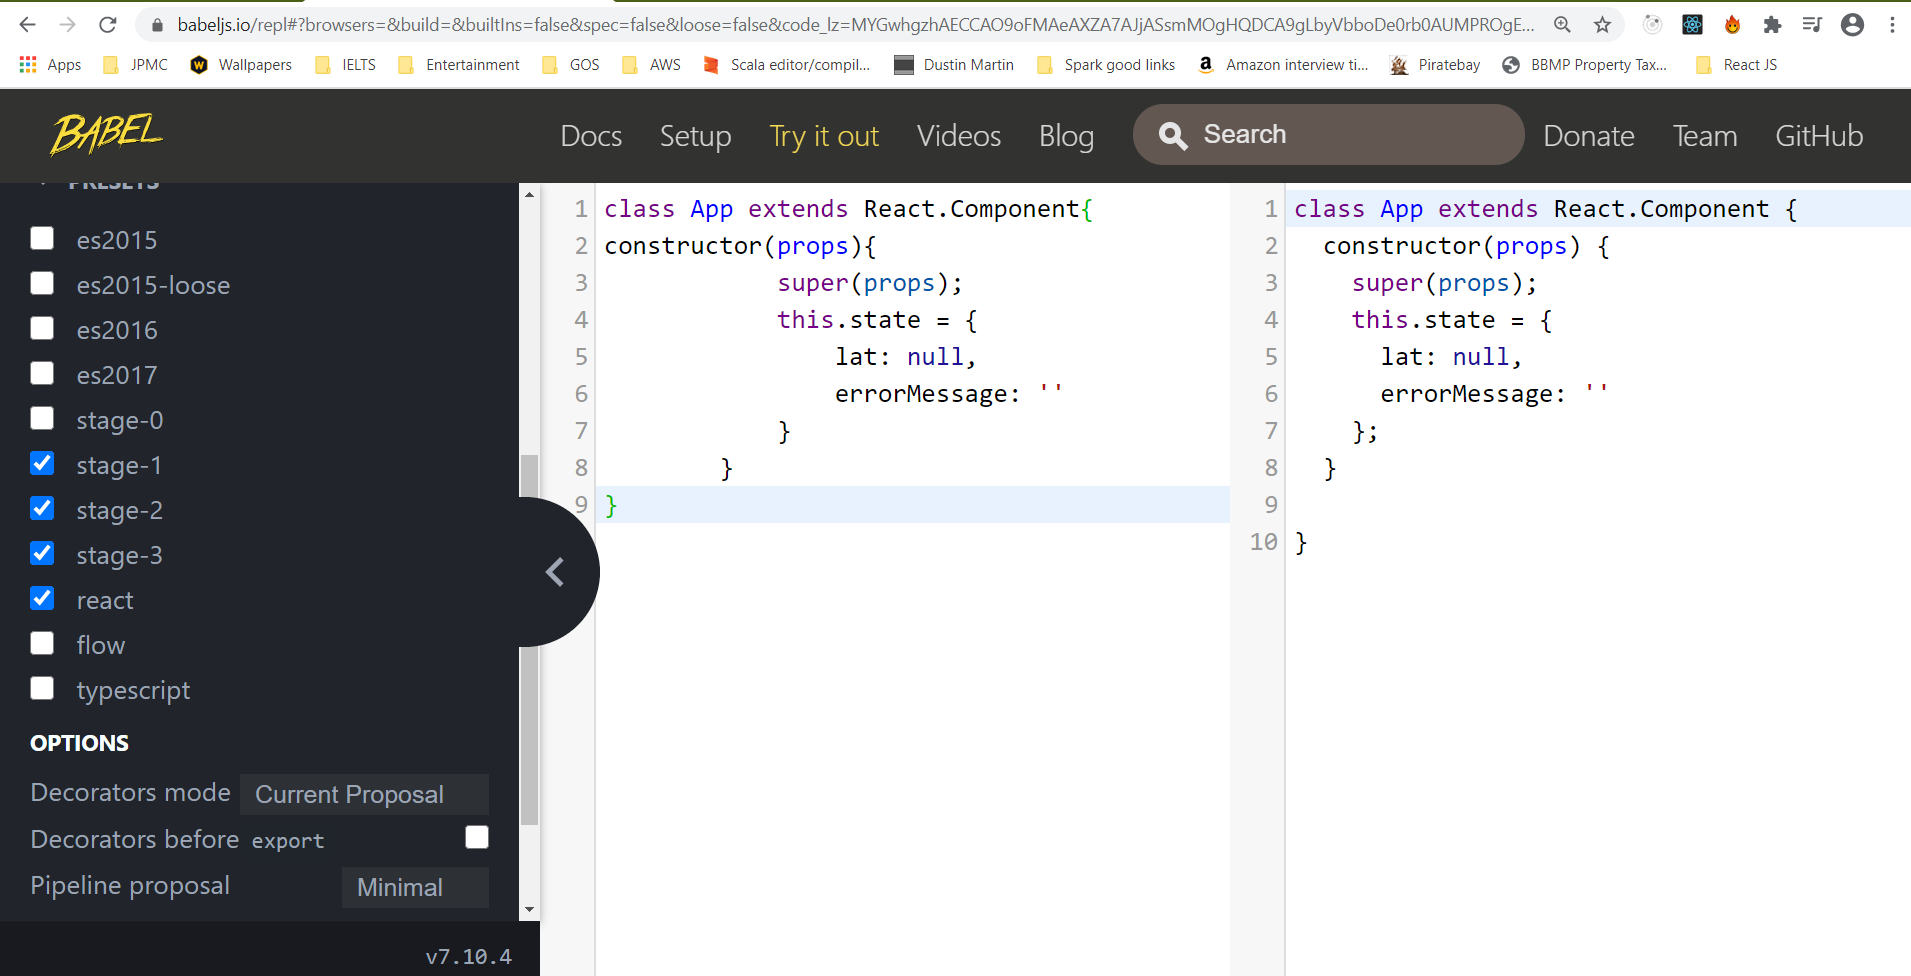 babeljs.io/repl#?browsers=&build=&builtIns=false&spec=false&loose=false&code_lz=MYGwhgzhAECCAO9oFMAeAXZA7AJjASsmMOgHQDCA9gLbyVbboDe0rb0AUMPROgE...
Apps JPMC Wallpapers IELTS Entertainment GOS AWS Scala editor/compil... Dustin Martin Spark good links Amazon interview ti... Piratebay BBMP Property Tax... React JS
BABEL Docs Setup Try it out Videos Blog Search Donate Team GitHub
PRESETS
es2015
es2015-loose
es2016
es2017
stage-0
stage-1
stage-2
stage-3
react
flow
typescript
OPTIONS
Decorators mode Current Proposal
Decorators before export
Pipeline proposal Minimal
v7.10.4
1 class App extends React.Component{
2 constructor(props){
3 super(props);
4 this.state = {
5 lat: null,
6 errorMessage: ''
7 }
8 }
9 }
1 class App extends React.Component {
2 constructor(props) {
3 super(props);
4 this.state = {
5 lat: null,
6 errorMessage: ''
7 };
8 }
9
10 }